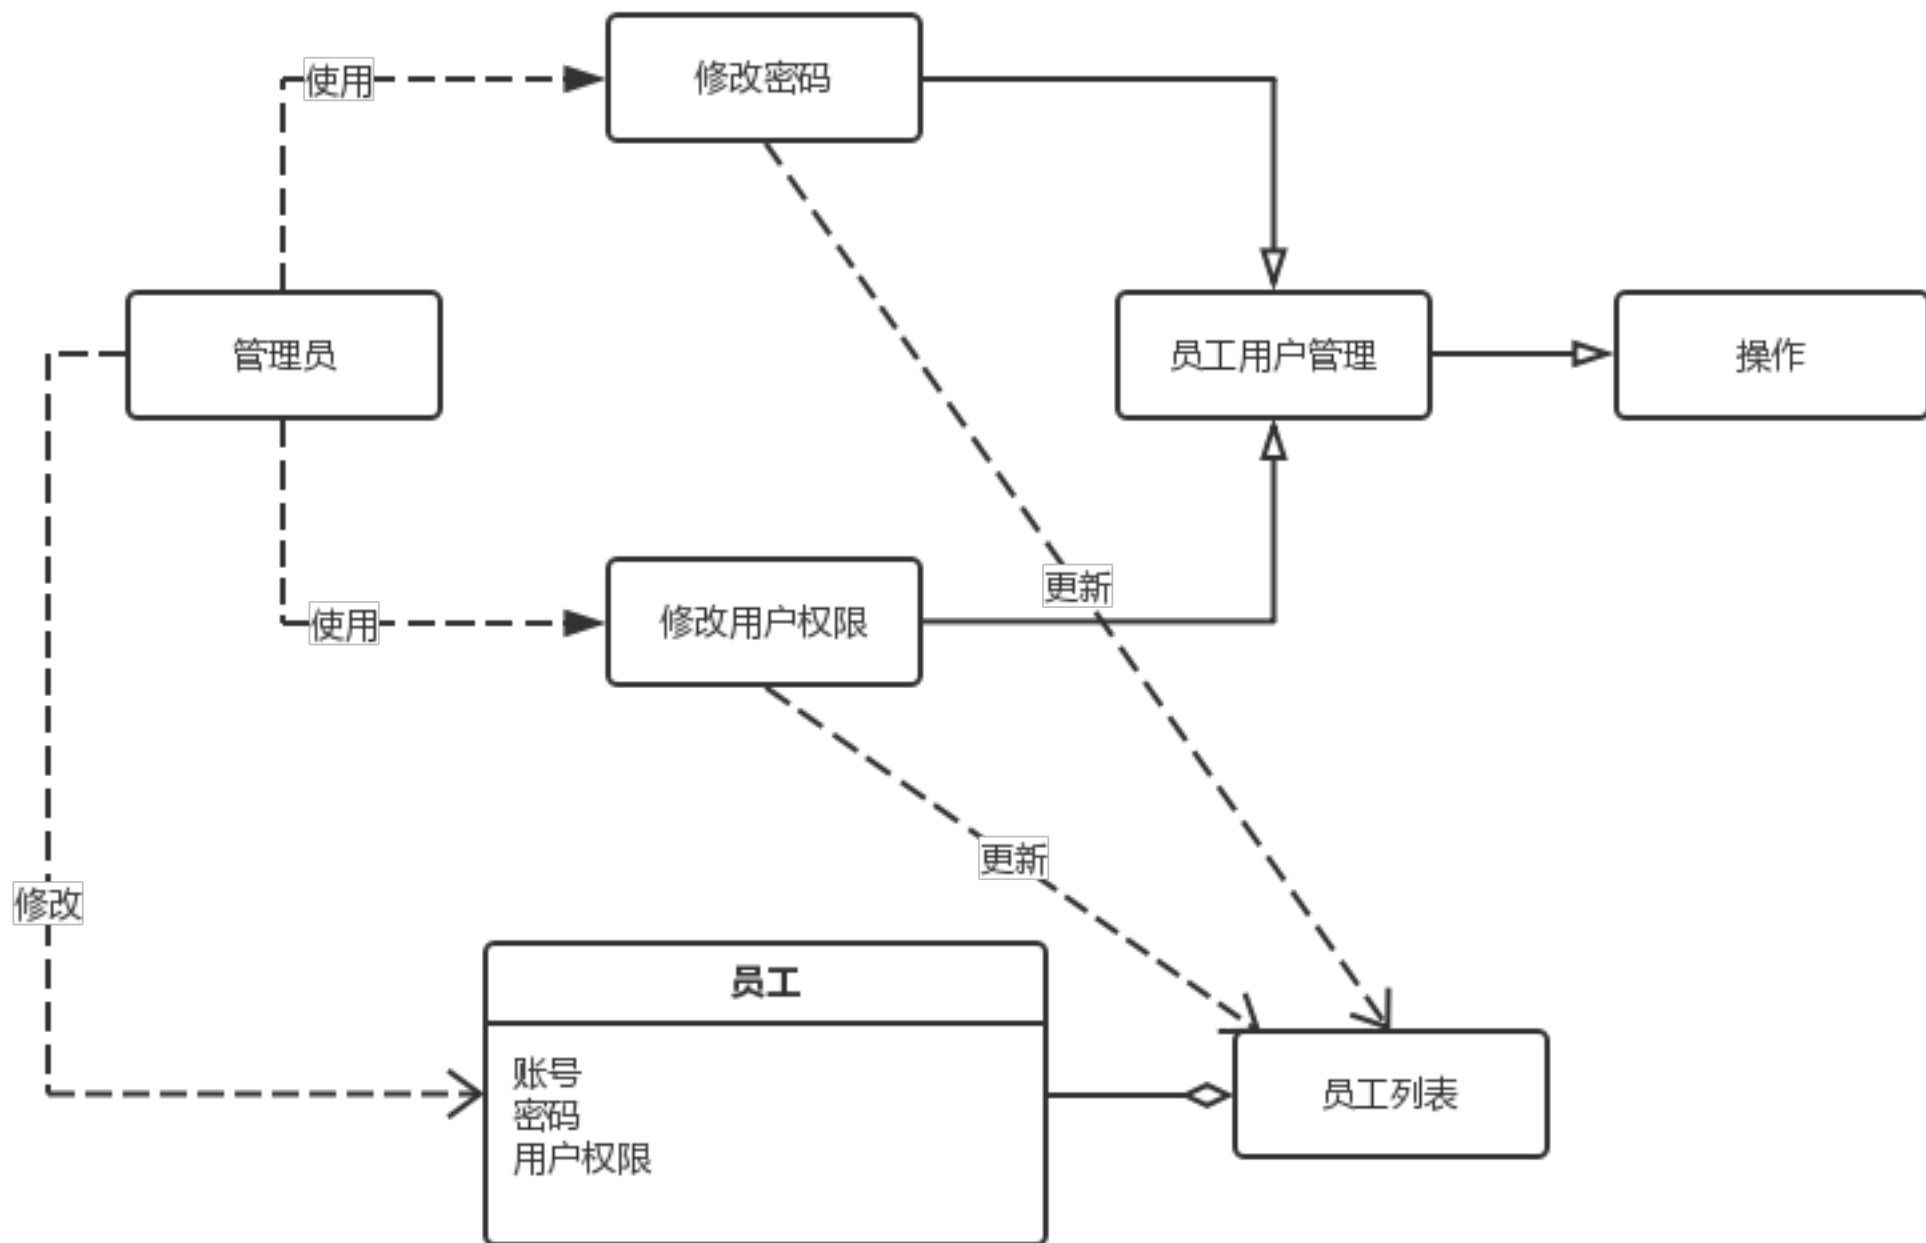 使用
修改密码
管理员
员工用户管理
操作
更新
使用
修改用户权限
更新
修改
员工
账号
密码
用户权限
员工列表